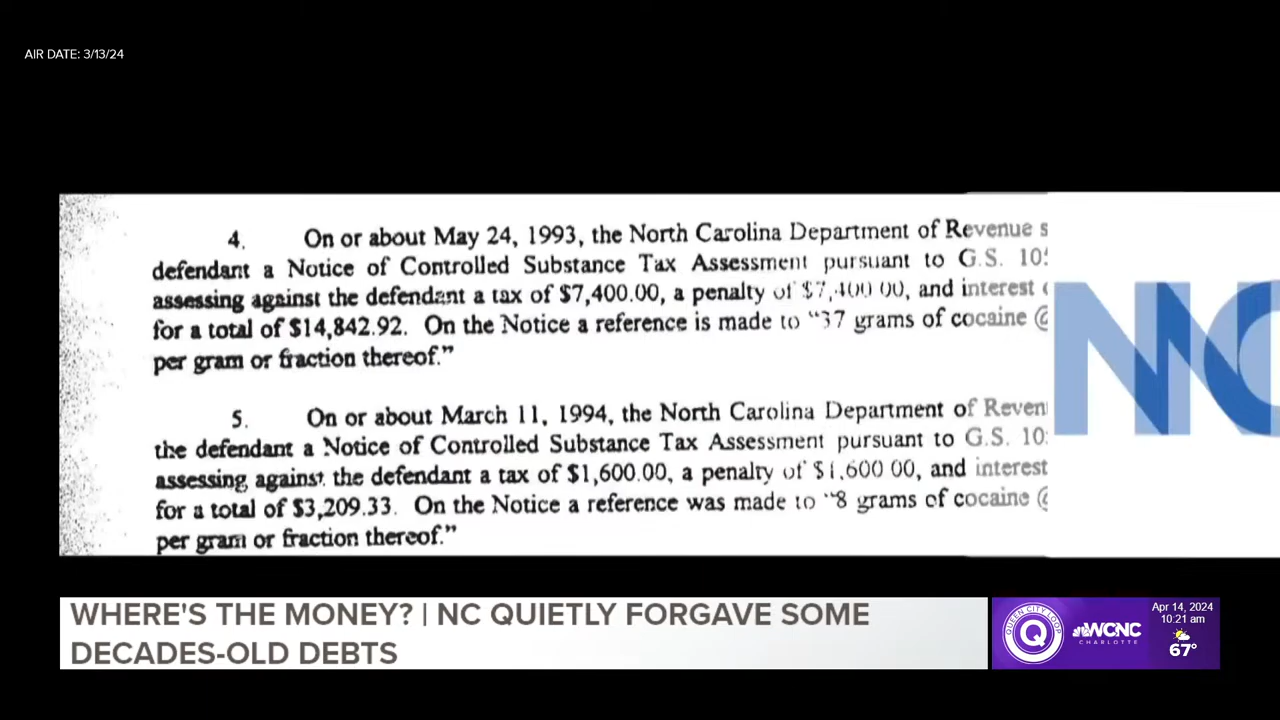 AIR DATE: 3/13/24
4. On or about May 24, 1993, the North Carolina Department of Revenue
defendant a Notice of Controlled Substance Tax Assessment pursuant to G.S.
assessing against the defendant a tax of $7,400.00, a penalty of $7,400 00, and interest
for a total of $14,842.92. On the Notice a reference is made to "37 grams of cocaine @
per gram or fraction thereof."
5. On or about March 11, 1994, the North Carolina Department of
the defendant a Notice of Controlled Substance Tax Assessment pursuant to G.S.
assessing against the defendant a tax of $1,600.00, a penalty of $1,600 00, and interest
for a total of $3,209.33. On the Notice a reference was made to "8 grams of cocaine @
per gram or fraction thereof."
WHERE'S THE MONEY? | NC QUIETLY FORGAVE SOME
DECADES-OLD DEBTS
QUEEN CITY LOOP
Q
WCNC
CHARLOTTE
Apr 14, 2024
10:21 am
67°